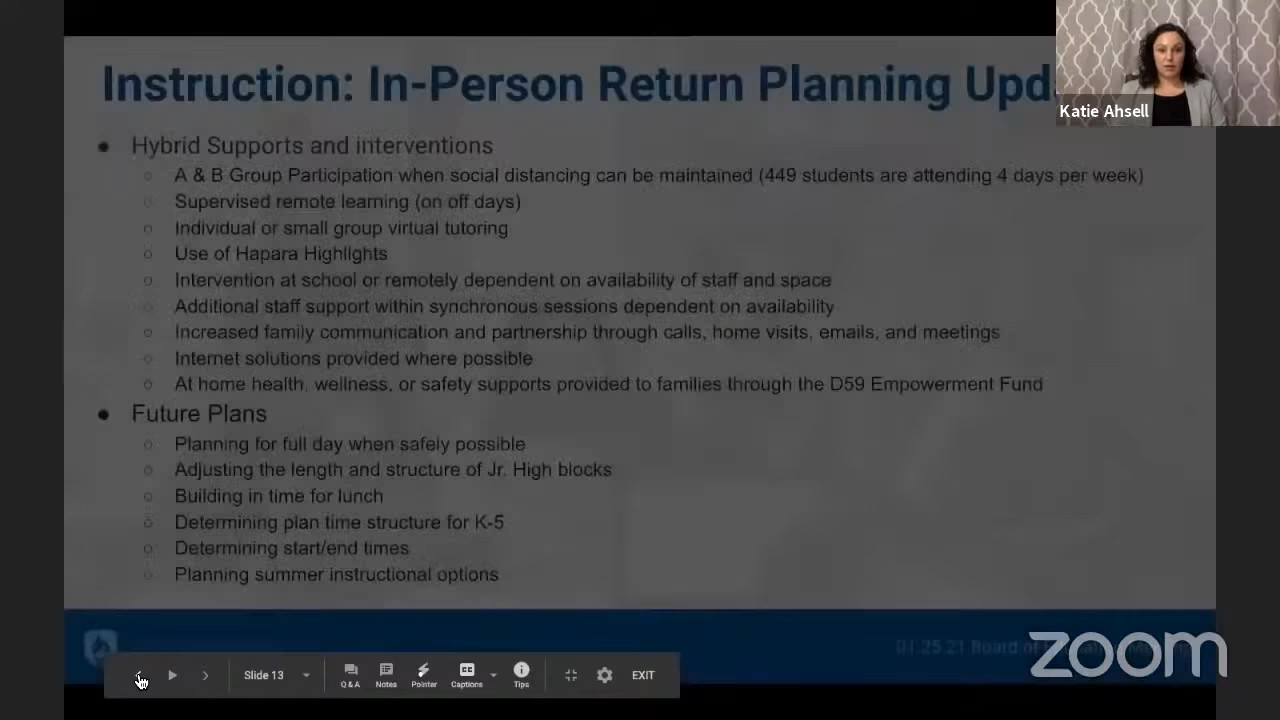 Instruction: In-Person Return Planning Upd
Katie Ahsell
Hybrid Supports and interventions
A & B Group Participation when social distancing can be maintained (449 students are attending 4 days per week)
Supervised remote learning (on off days)
Individual or small group virtual tutoring
Use of Hapara Highlights
Intervention at school or remotely dependent on availability of staff and space
Additional staff support within synchronous sessions dependent on availability
Increased family communication and partnership through calls, home visits, emails, and meetings
Internet solutions provided where possible
At home health, wellness, or safety supports provided to families through the D59 Empowerment Fund
Future Plans
Planning for full day when safely possible
Adjusting the length and structure of Jr. High blocks
Building in time for lunch
Determining plan time structure for K-5
Determining start/end times
Planning summer instructional options
01.25.21 Board of
zoom
Slide 13
Q & A
Notes
Pointer
CC
Captions
Tips
EXIT